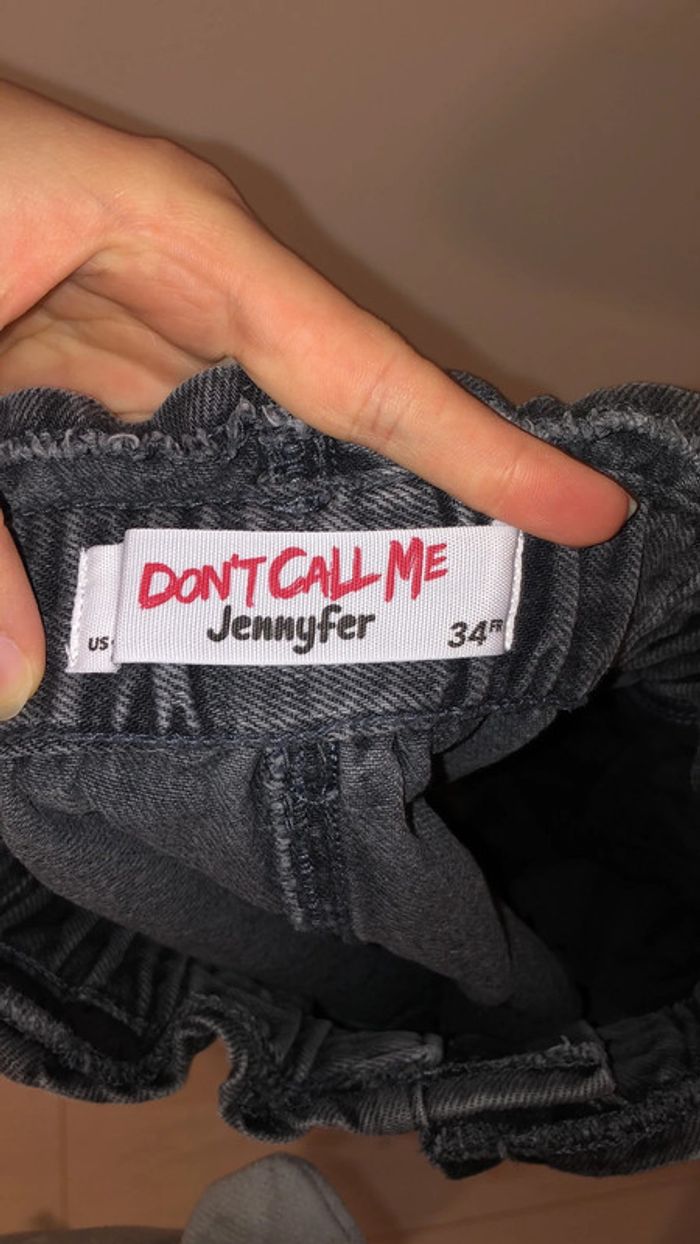 DON'T CALL ME
Jennyfer
34FR
US